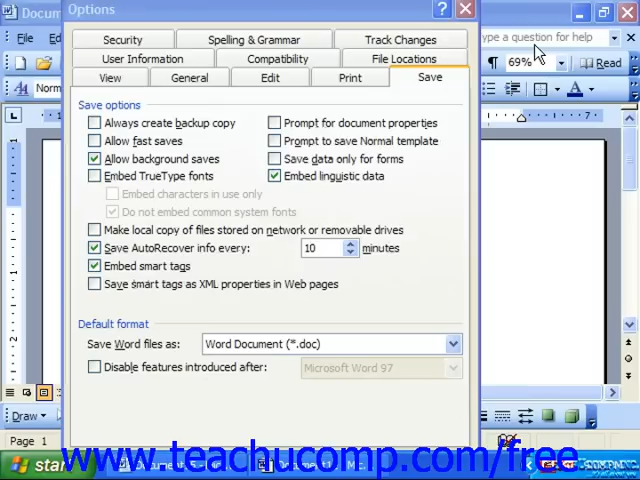 Docum
Options
File
Ed
ype a question for help
Security
Spelling & Grammar
Track Changes
User Information
Compatibility
File Locations
69%
Read
View
General
Edit
Print
Save
Norm
Save options
Always create backup copy
Prompt for document properties
Allow fast saves
Prompt to save Normal template
Allow background saves
Save data only for forms
Embed TrueType fonts
Embed linguistic data
Embed characters in use only
Do not embed common system fonts
Make local copy of files stored on network or removable drives
Save AutoRecover info every:
10
minutes
Embed smart tags
Save smart tags as XML properties in Web pages
Default format
Save Word files as:
Word Document (*.doc)
Disable features introduced after:
Microsoft Word 97
Draw
Page 1
www.teachucomp.com/free
start